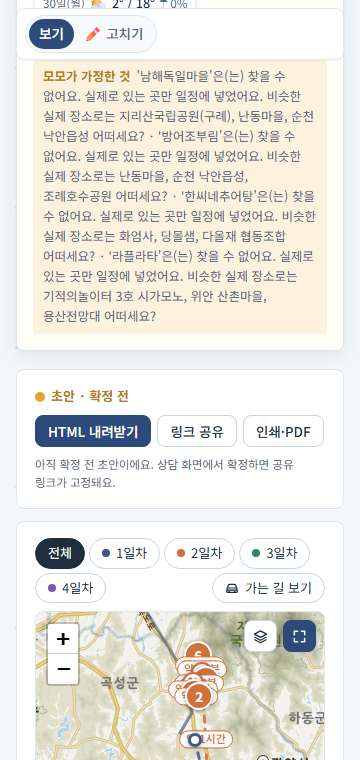 30일(월) 2° / 18° 0%
보기 고치기
모모가 가정한 것 '남해독일마을'은(는) 찾을 수
없어요. 실제로 있는 곳만 일정에 넣었어요. 비슷한
실제 장소로는 지리산국립공원(구례), 난동마을, 순천
낙안읍성 어떠세요? · '방어조부림'은(는) 찾을 수
없어요. 실제로 있는 곳만 일정에 넣었어요. 비슷한
실제 장소로는 난동마을, 순천 낙안읍성,
조례호수공원 어떠세요? · '한씨네추어탕'은(는) 찾을
수 없어요. 실제로 있는 곳만 일정에 넣었어요. 비슷한
실제 장소로는 화엄사, 당몰샘, 다올재 협동조합
어떠세요? · '라플라타'은(는) 찾을 수 없어요. 실제로
있는 곳만 일정에 넣었어요. 비슷한 실제 장소로는
기적의놀이터 3호 시가모노, 위안 산촌마을,
용산전망대 어떠세요?
초안 · 확정 전
HTML 내려받기 링크 공유 인쇄·PDF
아직 확정 전 초안이에요. 상담 화면에서 확정하면 공유
링크가 고정돼요.
전체 1일차 2일차 3일차
4일차 가는 길 보기
+
−
6
곡성군
2
하동군
시간